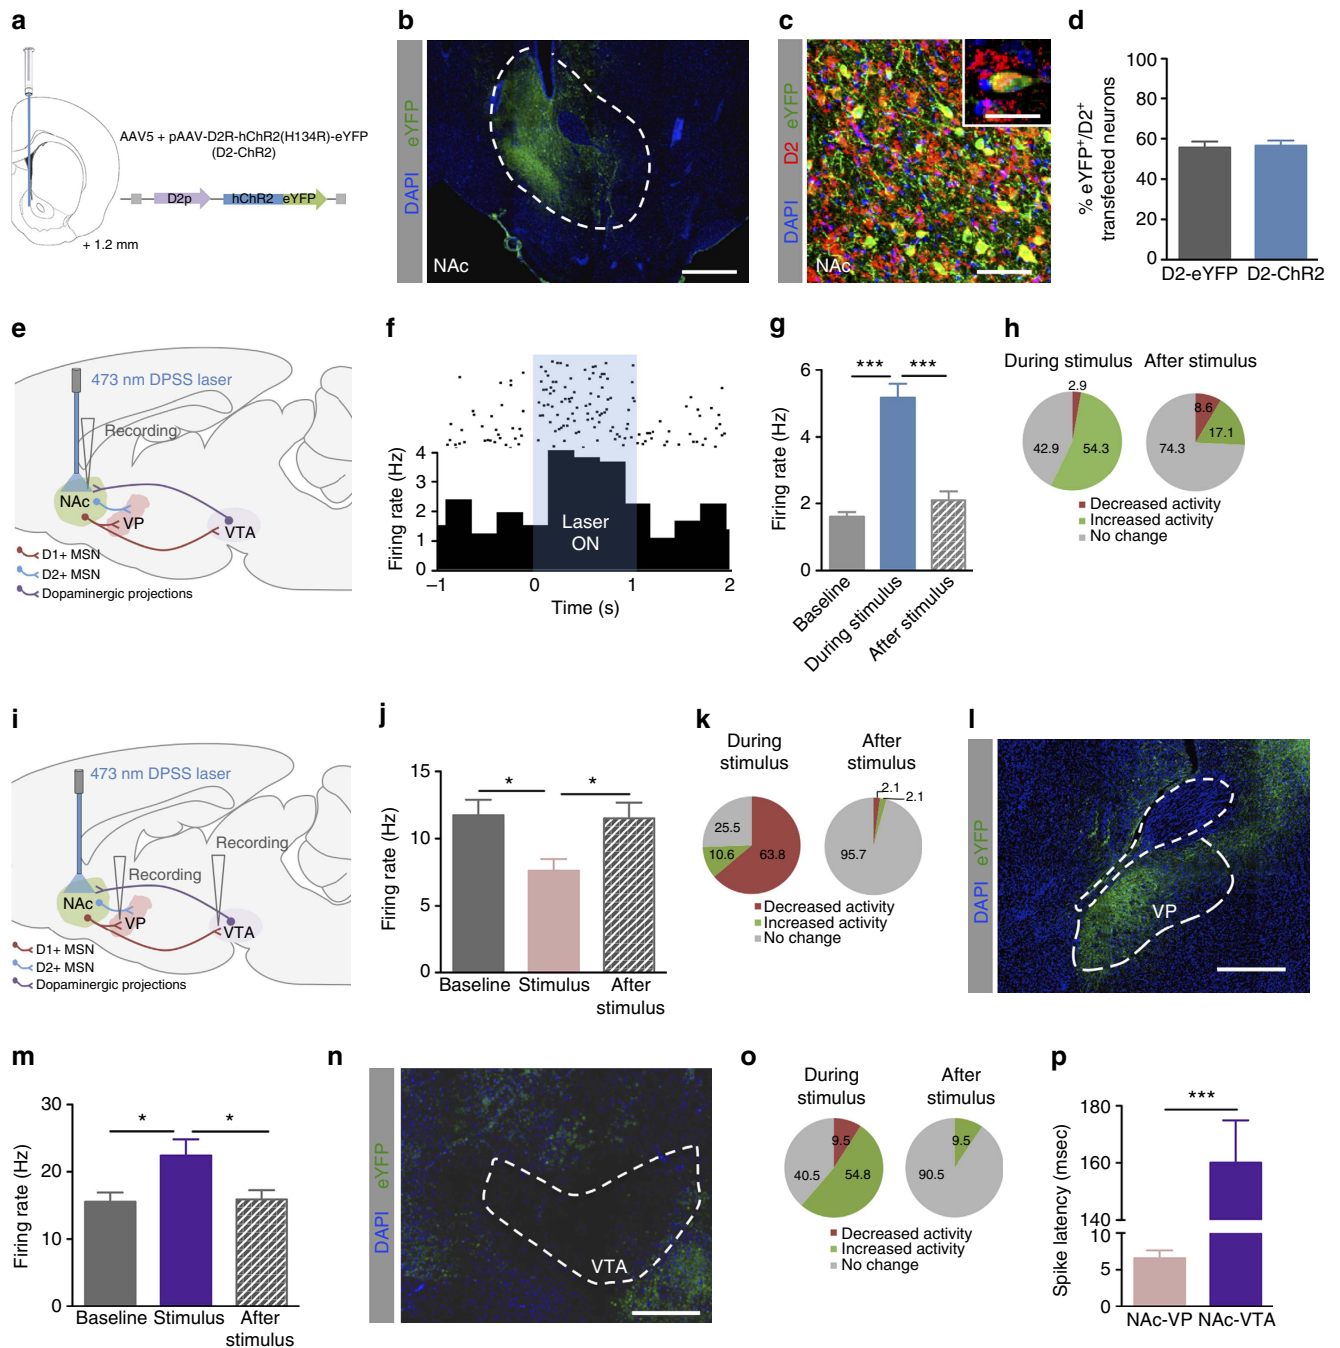 a
AAV5 + pAAV-D2R-hChR2(H134R)-eYFP
(D2-ChR2)
D2p
hChR2
eYFP
+ 1.2 mm
b
DAPI eYFP
NAc
c
DAPI D2 eYFP
NAc
d
% eYFP+/D2+
transfected neurons
100
80
60
40
20
0
D2-eYFP D2-ChR2
e
473 nm DPSS laser
Recording
NAc
VP
VTA
D1+ MSN
D2+ MSN
Dopaminergic projections
f
Firing rate (Hz)
4
3
2
1
0
Laser
ON
–1 0 1 2
Time (s)
g
*** ***
Firing rate (Hz)
6
4
2
0
Baseline
During stimulus
After stimulus
h
During stimulus After stimulus
2.9
42.9 54.3
8.6
17.1
74.3
Decreased activity
Increased activity
No change
i
473 nm DPSS laser
Recording
Recording
NAc
VP
VTA
D1+ MSN
D2+ MSN
Dopaminergic projections
j
* *
Firing rate (Hz)
15
10
5
0
Baseline Stimulus After
stimulus
k
During
stimulus
After
stimulus
25.5
10.6
63.8
2.1
2.1
95.7
Decreased activity
Increased activity
No change
l
DAPI eYFP
VP
m
* *
Firing rate (Hz)
30
20
10
0
Baseline Stimulus After
stimulus
n
DAPI eYFP
VTA
o
During
stimulus
After
stimulus
9.5
40.5
54.8
9.5
90.5
Decreased activity
Increased activity
No change
p
***
Spike latency (msec)
180
160
140
10
5
0
NAc-VP NAc-VTA